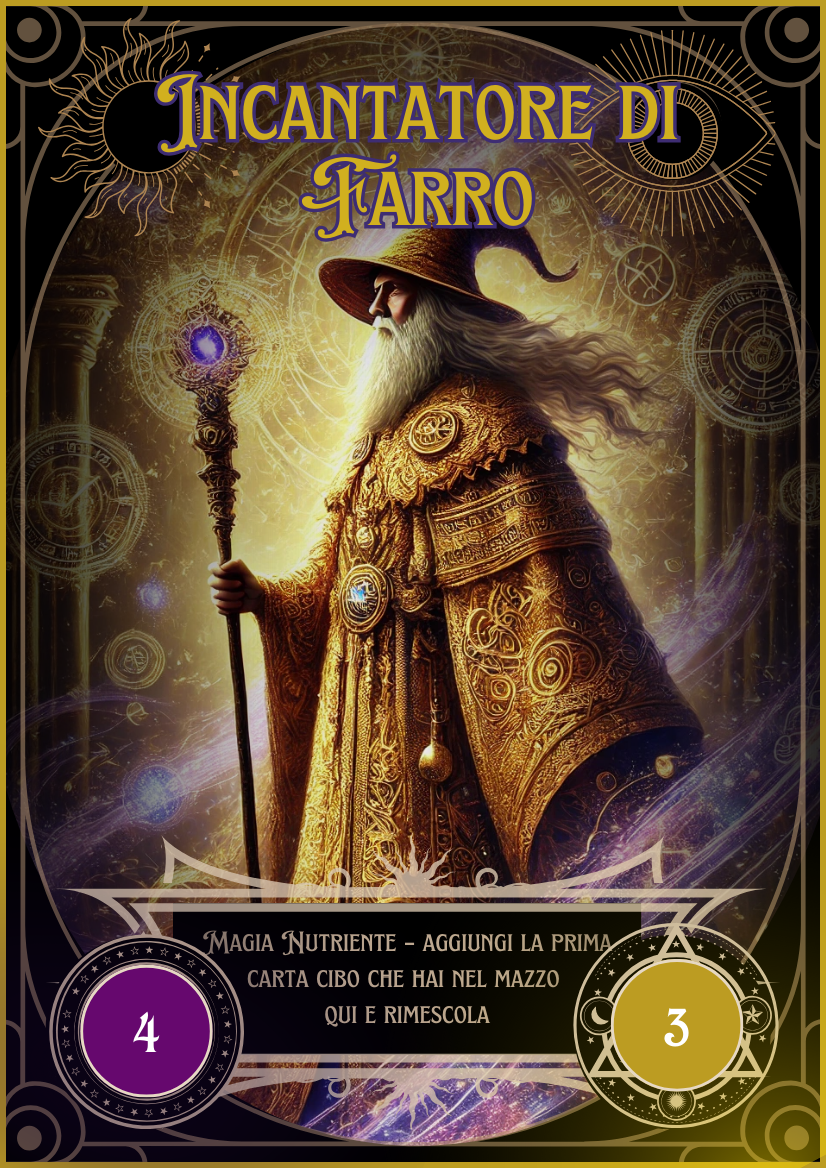 Incantatore di
Farro
Magia Nutriente - aggiungi la prima
carta cibo che hai nel mazzo
qui e rimescola
4
3